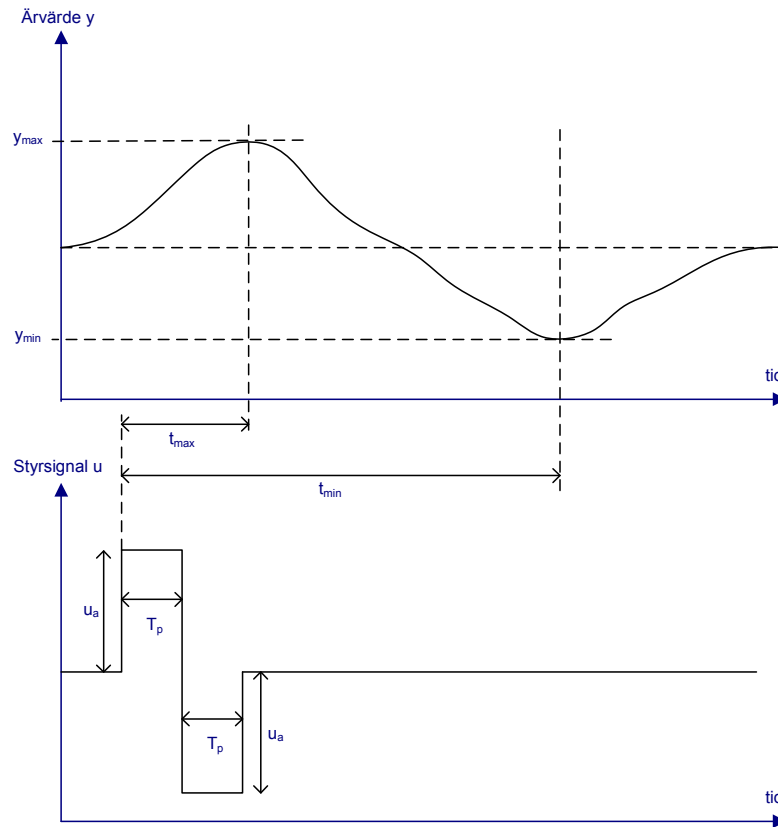 Ärvärde y
ymax
ymin
tid
tmax
Styrsignal u
tmin
ua
Tp
Tp
ua
tid